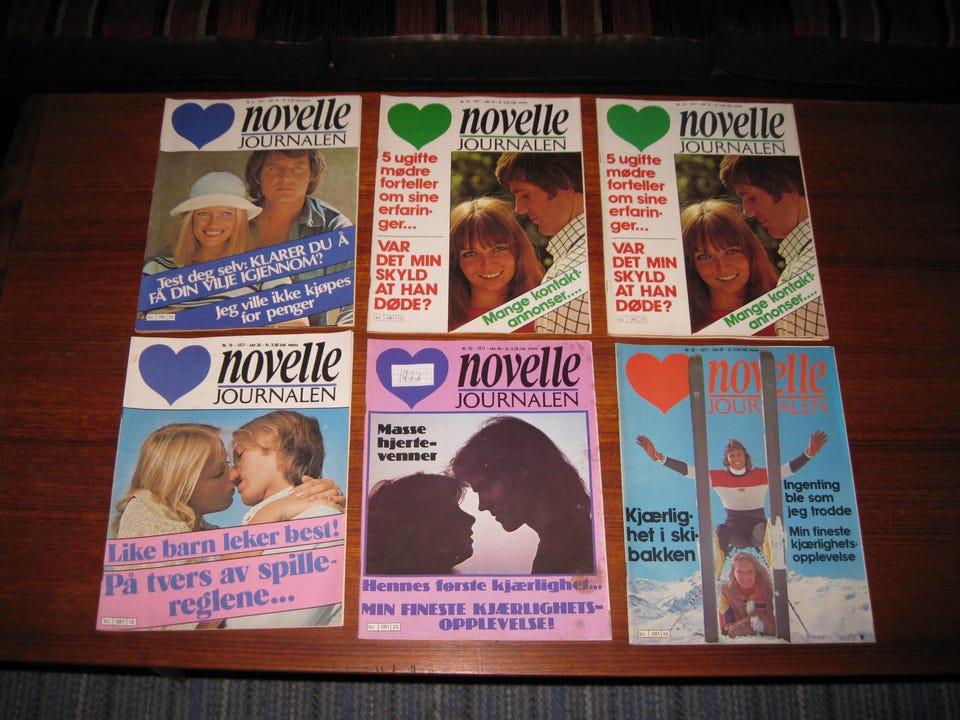 novelle
JOURNALEN
Test deg selv: KLARER DU Å
FÅ DIN VILJE IGJENNOM?
Jeg ville ikke kjøpes
for penger
novelle
JOURNALEN
5 ugifte
mødre
forteller
om sine
erfarin-
ger...
VAR
DET MIN
SKYLD
AT HAN
DØDE?
Mange kontakt-
annonser....
novelle
JOURNALEN
5 ugifte
mødre
forteller
om sine
erfarin-
ger...
VAR
DET MIN
SKYLD
AT HAN
DØDE?
Mange kontakt-
annonser....
novelle
JOURNALEN
Like barn leker best!
På tvers av spille-
reglene...
1977
novelle
JOURNALEN
Masse
hjerte-
venner
Hennes første kjærlighet...
MIN FINESTE KJÆRLIGHETS-
OPPLEVELSE!
novelle
JOURNALEN
Kjærlig-
het i ski-
bakken
Ingenting
ble som
jeg trodde
Min fineste
kjærlighets-
opplevelse